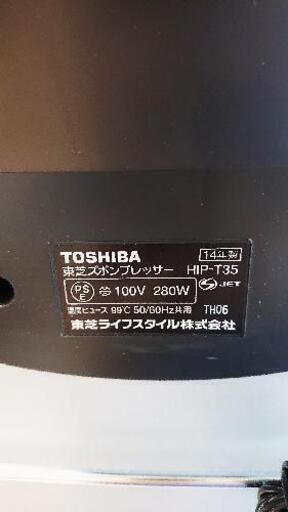 TOSHIBA 14年製
東芝ズボンプレッサー HIP-T35
PSE 100V 280W JET
温度ヒューズ 99℃ 50/60Hz共用 TH06
東芝ライフスタイル株式会社